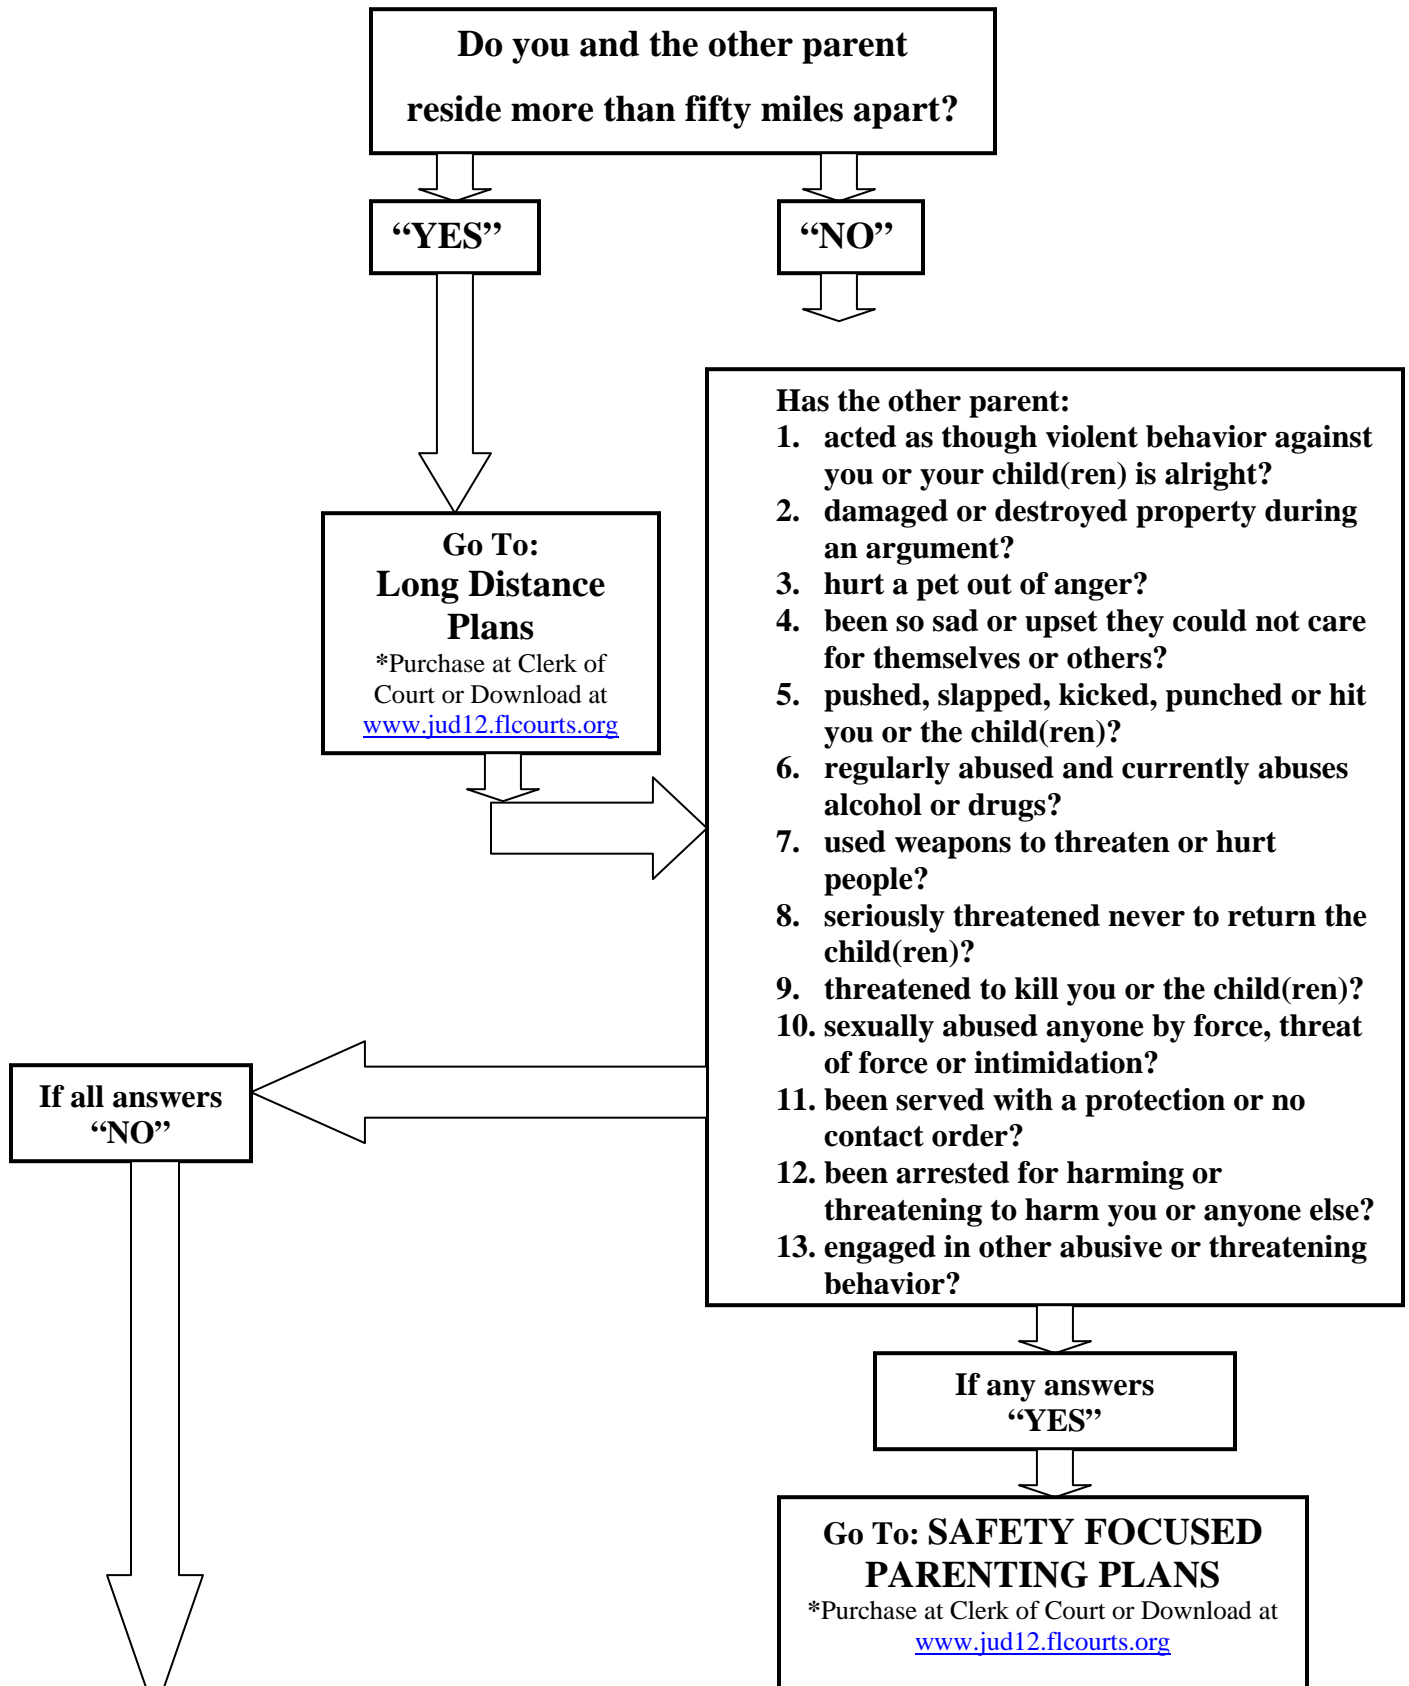 Do you and the other parent
reside more than fifty miles apart?
“YES”
“NO”
Go To:
Long Distance
Plans
*Purchase at Clerk of
Court or Download at
www.jud12.flcourts.org
Has the other parent:
1. acted as though violent behavior against
you or your child(ren) is alright?
2. damaged or destroyed property during
an argument?
3. hurt a pet out of anger?
4. been so sad or upset they could not care
for themselves or others?
5. pushed, slapped, kicked, punched or hit
you or the child(ren)?
6. regularly abused and currently abuses
alcohol or drugs?
7. used weapons to threaten or hurt
people?
8. seriously threatened never to return the
child(ren)?
9. threatened to kill you or the child(ren)?
10. sexually abused anyone by force, threat
of force or intimidation?
11. been served with a protection or no
contact order?
12. been arrested for harming or
threatening to harm you or anyone else?
13. engaged in other abusive or threatening
behavior?
If all answers
“NO”
If any answers
“YES”
Go To: SAFETY FOCUSED
PARENTING PLANS
*Purchase at Clerk of Court or Download at
www.jud12.flcourts.org